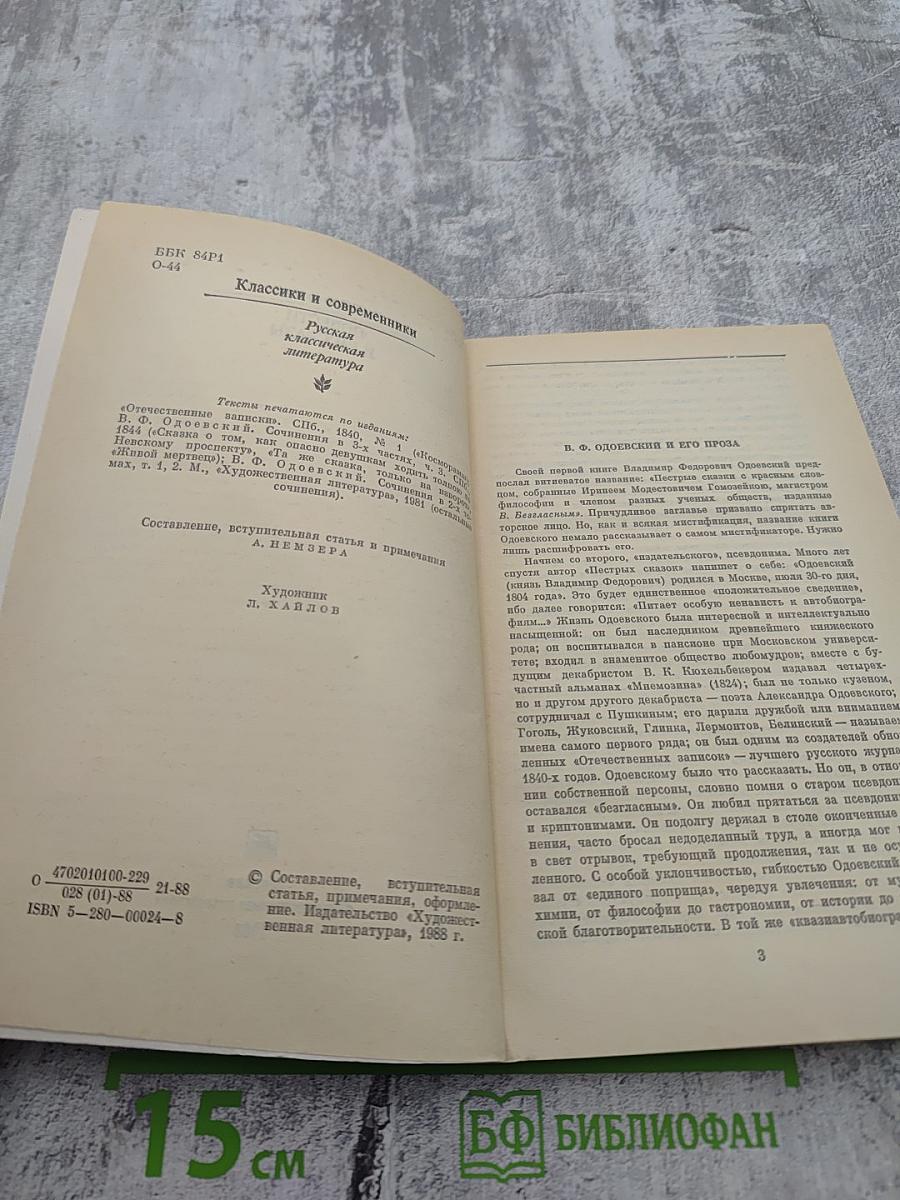 ББК 84Р1
О-44
Классики и современники
Русская
классическая
литература
Тексты печатаются по изданиям:
«Отечественные записки». СПб., 1840, № 1 («Косморама»)
В. Ф. Одоевский. Сочинения в 3-х частях, ч. 3. СПб.
1844 («Сказка о том, как опасно девушкам ходить толпою по
Невскому проспекту», «Та же сказка, только на изворот»,
«Живой мертвец»); В. Ф. Одоевский. Сочинения в 2-х то-
мах, т. 1, 2. М., «Художественная литература», 1981 (остальные
сочинения).
Составление, вступительная статья и примечания
А. НЕМЗЕРА
Художник
Л. ХАЙЛОВ
О 4702010100-229 21-88
028 (01)-88
ISBN 5-280-00024-8
© Составление, вступительная
статья, примечания, оформле-
ние. Издательство «Художест-
венная литература», 1988 г.
В. Ф. ОДОЕВСКИЙ И ЕГО ПРОЗА
Своей первой книге Владимир Федорович Одоевский пред-
послал витиеватое название: «Пестрые сказки с красным слов-
цом, собранные Иринеем Модестовичем Гомозейкою, магистром
философии и членом разных ученых обществ, изданные
В. Безгласным». Причудливое заглавье призвано спрятать ав-
торское лицо. Но, как и всякая мистификация, название книги
Одоевского немало рассказывает о самом мистификаторе. Нужно
лишь расшифровать его.
Начнем со второго, «издательского», псевдонима. Много лет
спустя автор «Пестрых сказок» напишет о себе: «Одоевский
(князь Владимир Федорович) родился в Москве, июля 30-го дня,
1804 года». Это будет единственное «положительное сведение»,
ибо далее говорится: «Питает особую ненависть к автобиогра-
фиям...» Жизнь Одоевского была интересной и интеллектуально
насыщенной: он был наследником древнейшего княжеского
рода; он воспитывался в пансионе при Московском универси-
тете; входил в знаменитое общество любомудров; вместе с бу-
дущим декабристом В. К. Кюхельбекером издавал четырех-
частный альманах «Мнемозина» (1824); был не только кузеном,
но и другом другого декабриста — поэта Александра Одоевского;
сотрудничал с Пушкиным; его дарили дружбой или вниманием
Гоголь, Жуковский, Глинка, Лермонтов, Белинский — называем
имена самого первого ряда; он был одним из создателей обно
ленных «Отечественных записок» — лучшего русского журна
1840-х годов. Одоевскому было что рассказать. Но он, в отно
нии собственной персоны, словно помня о старом псевдон
оставался «безгласным». Он любил прятаться за псевдони
и криптонимами. Он подолгу держал в столе оконченные
нения, часто бросал недоделанный труд, а иногда мог
в свет отрывок, требующий продолжения, так и не осу
ленного. С особой уклончивостью, гибкостью Одоевский
зал от «единого поприща», чередуя увлечения: от му
химии, от философии до гастрономии, от истории до
ской благотворительности. В той же «квазиавтобиогра
3
15 см
БФ БИБЛИОФАН